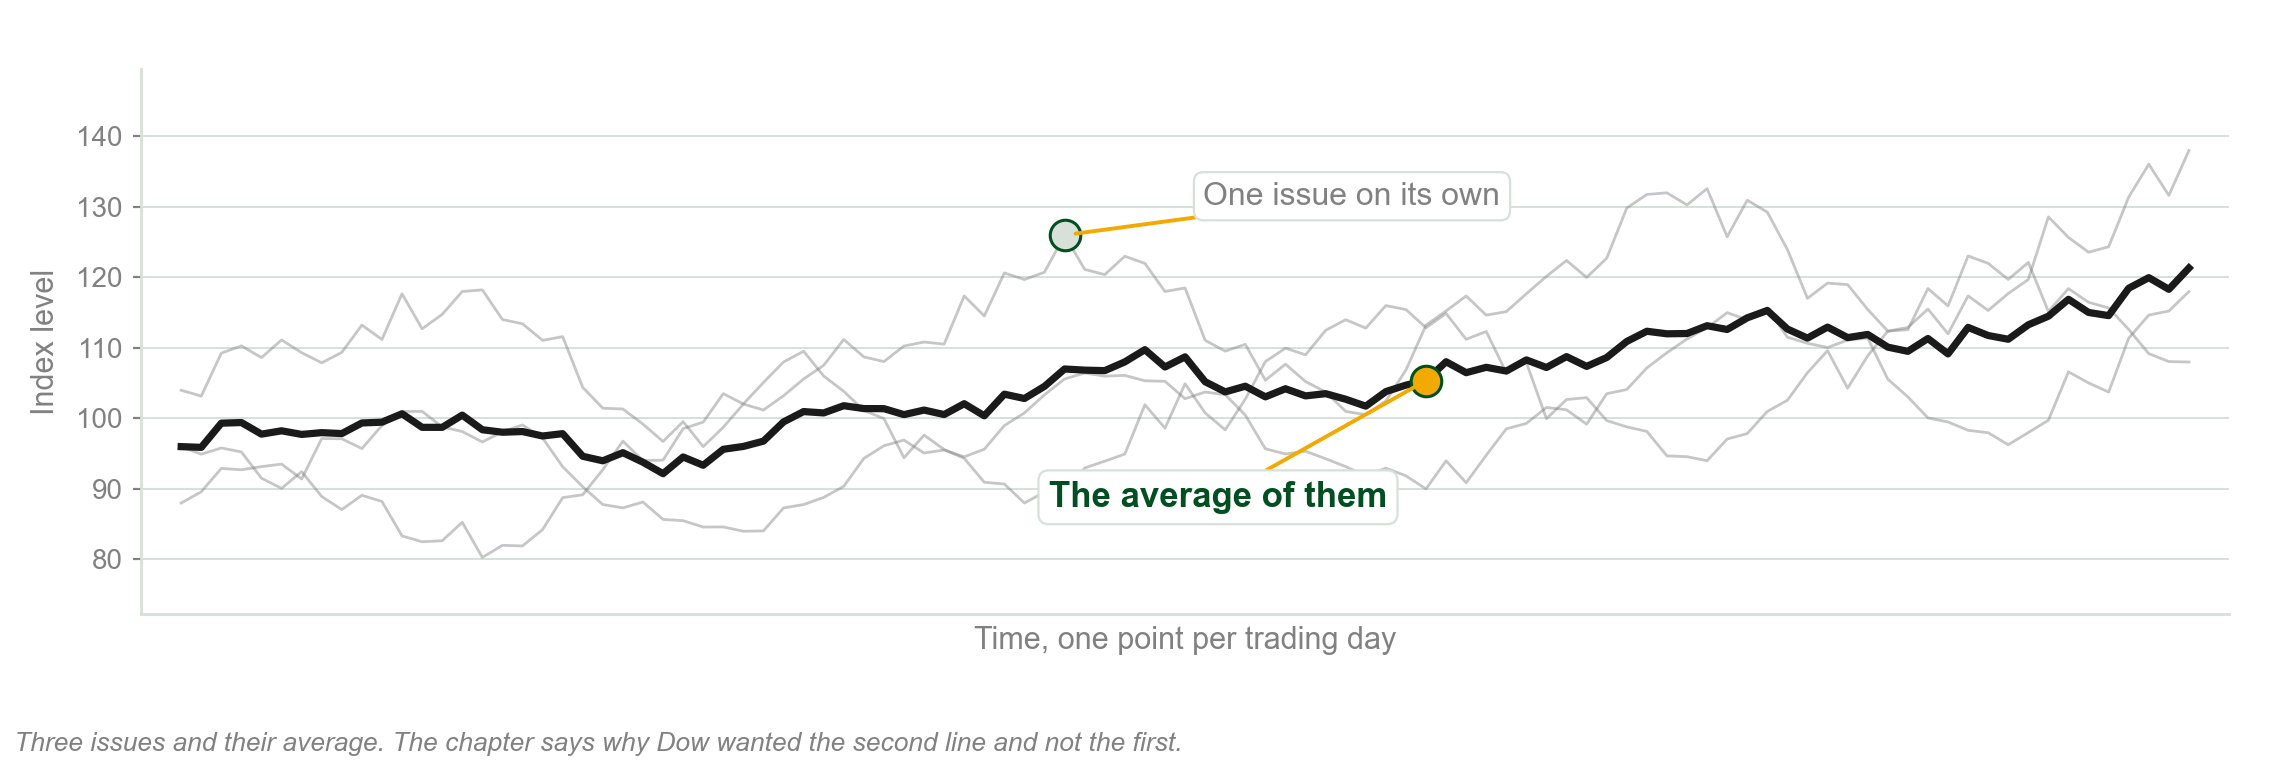 140
130
120
110
100
90
80
Index level
One issue on its own
The average of them
Time, one point per trading day
Three issues and their average. The chapter says why Dow wanted the second line and not the first.